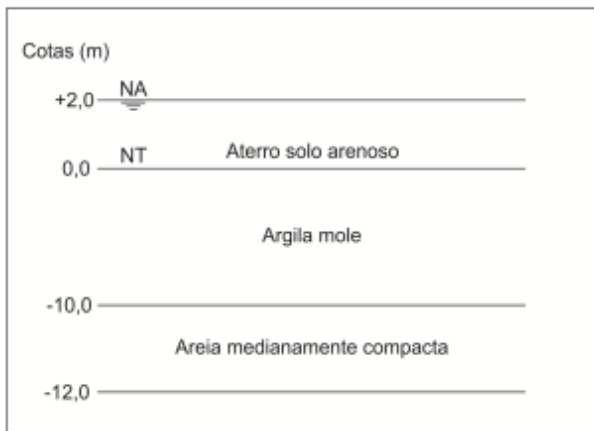 Cotas (m)
+2,0 NA
NT Aterro solo arenoso
0,0
Argila mole
-10,0
Areia medianamente compacta
-12,0